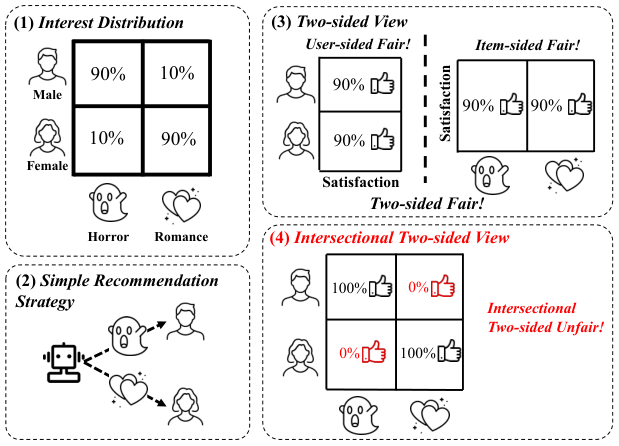 (1) Interest Distribution
90% 10%
Male
10% 90%
Female
Horror Romance
(2) Simple Recommendation
Strategy
(3) Two-sided View
User-sided Fair!
90%
90%
Satisfaction
Item-sided Fair!
Satisfaction
90% 90%
Two-sided Fair!
(4) Intersectional Two-sided View
100% 0%
0% 100%
Intersectional
Two-sided Unfair!